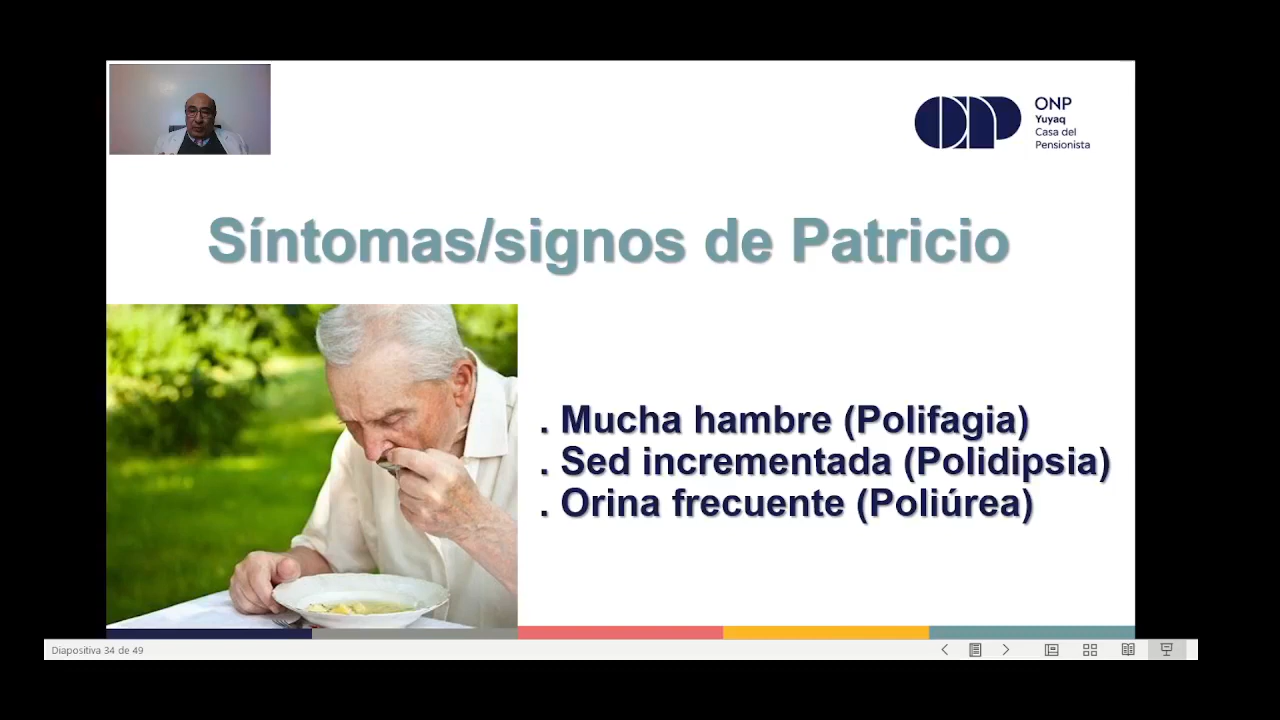 ONP
Yuyaq
Casa del
Pensionista
Síntomas/signos de Patricio
. Mucha hambre (Polifagia)
. Sed incrementada (Polidipsia)
. Orina frecuente (Poliúrea)
Diapositiva 34 de 49